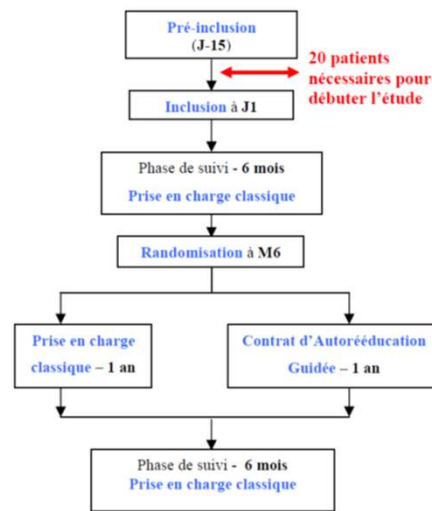 Pré-inclusion
(J-15)
20 patients
nécessaires pour
débuter l'étude
Inclusion à J1
Phase de suivi - 6 mois
Prise en charge classique
Randomisation à M6
Prise en charge
classique – 1 an
Contrat d'Autorééducation
Guidée – 1 an
Phase de suivi - 6 mois
Prise en charge classique